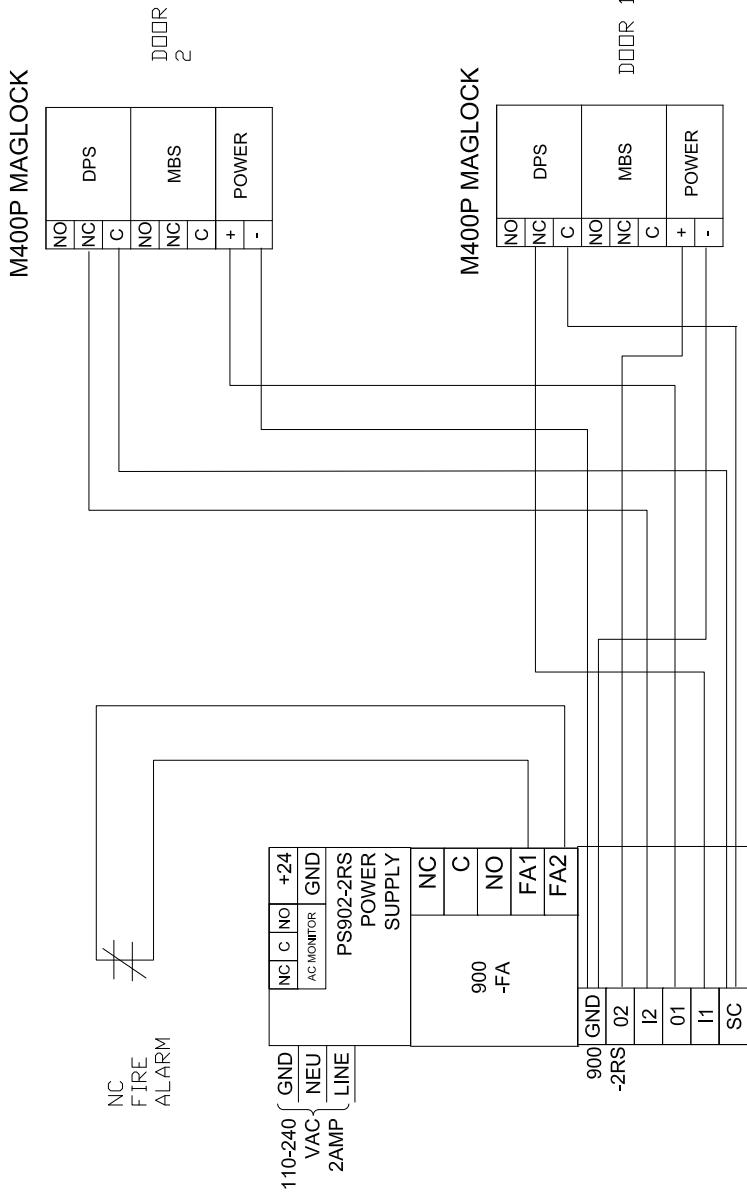 M400P MAGLOCK
DOOR
2
NO
NC
C
DPS
NO
NC
C
MBS
+
-
POWER
M400P MAGLOCK
DOOR 1
NO
NC
C
DPS
NO
NC
C
MBS
+
-
POWER
NC
FIRE
ALARM
110-240
VAC
2AMP
GND
NEU
LINE
NC C NO +24
AC MONITOR GND
PS902-2RS
POWER
SUPPLY
900
-FA
NC
C
NO
FA1
FA2
900
-2RS
GND
02
I2
01
I1
SC